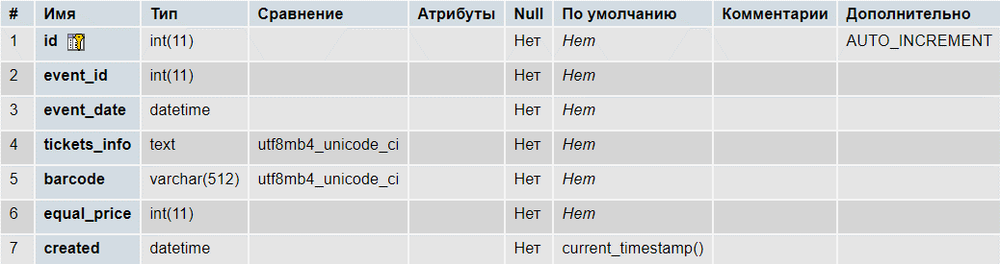 # Имя Тип Сравнение Атрибуты Null По умолчанию Комментарии Дополнительно
1 id int(11) Нет Нет AUTO_INCREMENT
2 event_id int(11) Нет Нет
3 event_date datetime Нет Нет
4 tickets_info text utf8mb4_unicode_ci Нет Нет
5 barcode varchar(512) utf8mb4_unicode_ci Нет Нет
6 equal_price int(11) Нет Нет
7 created datetime Нет current_timestamp()